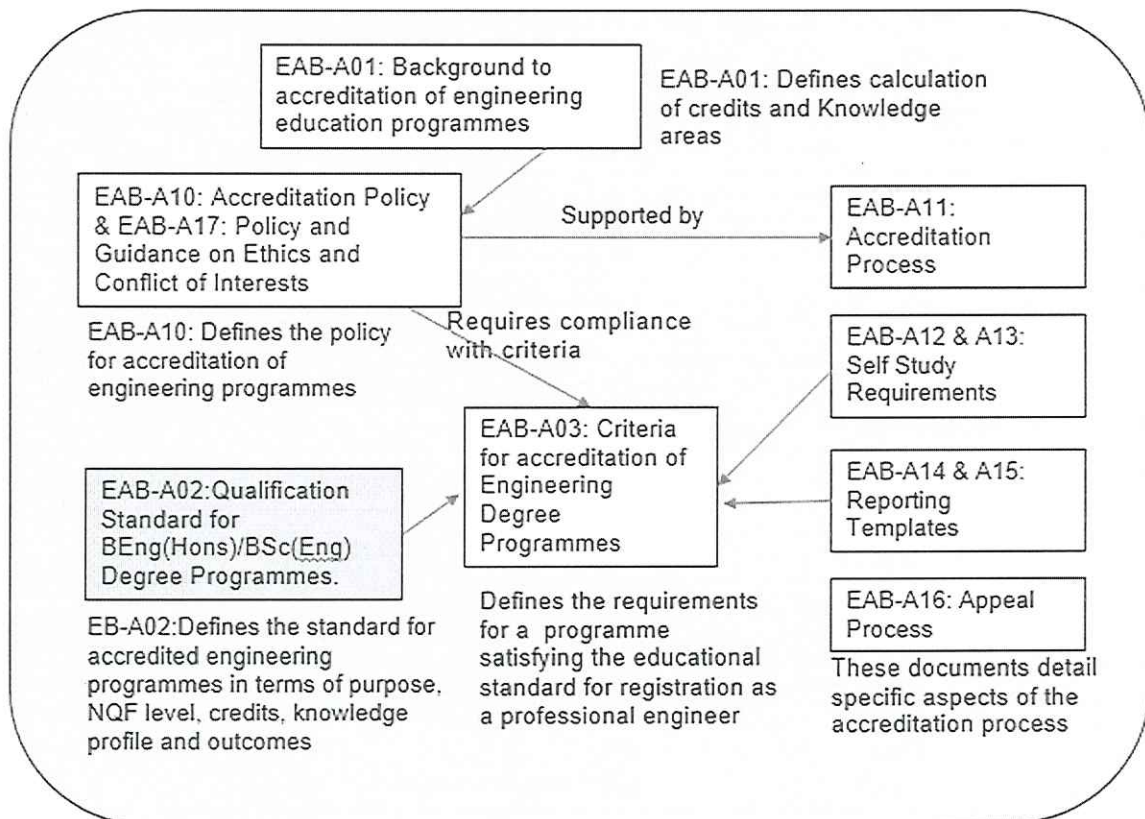 EAB-A01: Background to
accreditation of engineering
education programmes
EAB-A01: Defines calculation
of credits and Knowledge
areas
EAB-A10: Accreditation Policy
& EAB-A17: Policy and
Guidance on Ethics and
Conflict of Interests
Supported by
EAB-A11:
Accreditation
Process
EAB-A10: Defines the policy
for accreditation of
engineering programmes
Requires compliance
with criteria
EAB-A12 & A13:
Self Study
Requirements
EAB-A03: Criteria
for accreditation of
Engineering
Degree
Programmes
EAB-A02:Qualification
Standard for
BEng(Hons)/BSc(Eng)
Degree Programmes.
EAB-A14 & A15:
Reporting
Templates
EB-A02:Defines the standard for
accredited engineering
programmes in terms of purpose,
NQF level, credits, knowledge
profile and outcomes
Defines the requirements
for a programme
satisfying the educational
standard for registration as
a professional engineer
EAB-A16: Appeal
Process
These documents detail
specific aspects of the
accreditation process